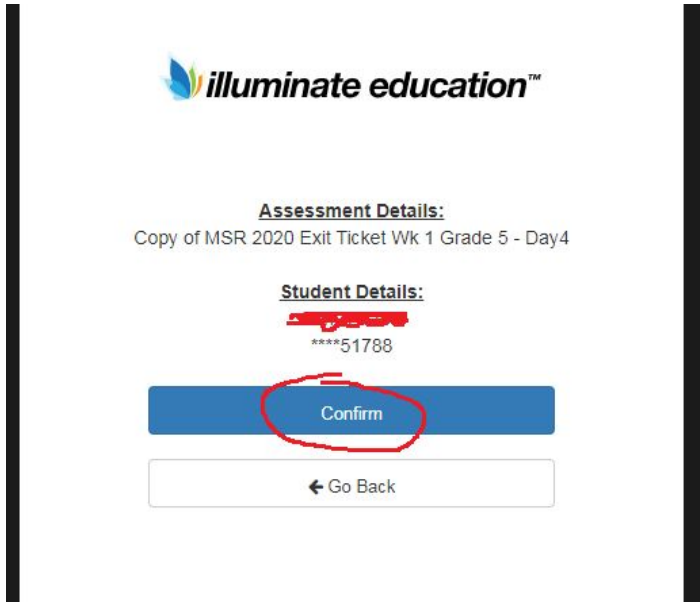 illuminate education™
Assessment Details:
Copy of MSR 2020 Exit Ticket Wk 1 Grade 5 - Day4
Student Details:
****51788
Confirm
Go Back